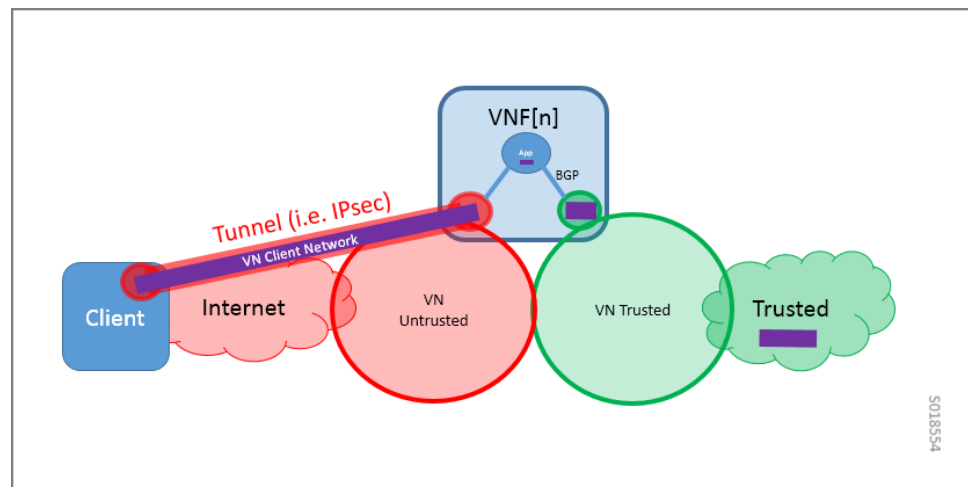 VNF[n]
App
BGP
Tunnel (i.e. IPsec)
VN Client Network
Client
Internet
VN
Untrusted
VN Trusted
Trusted
S018554